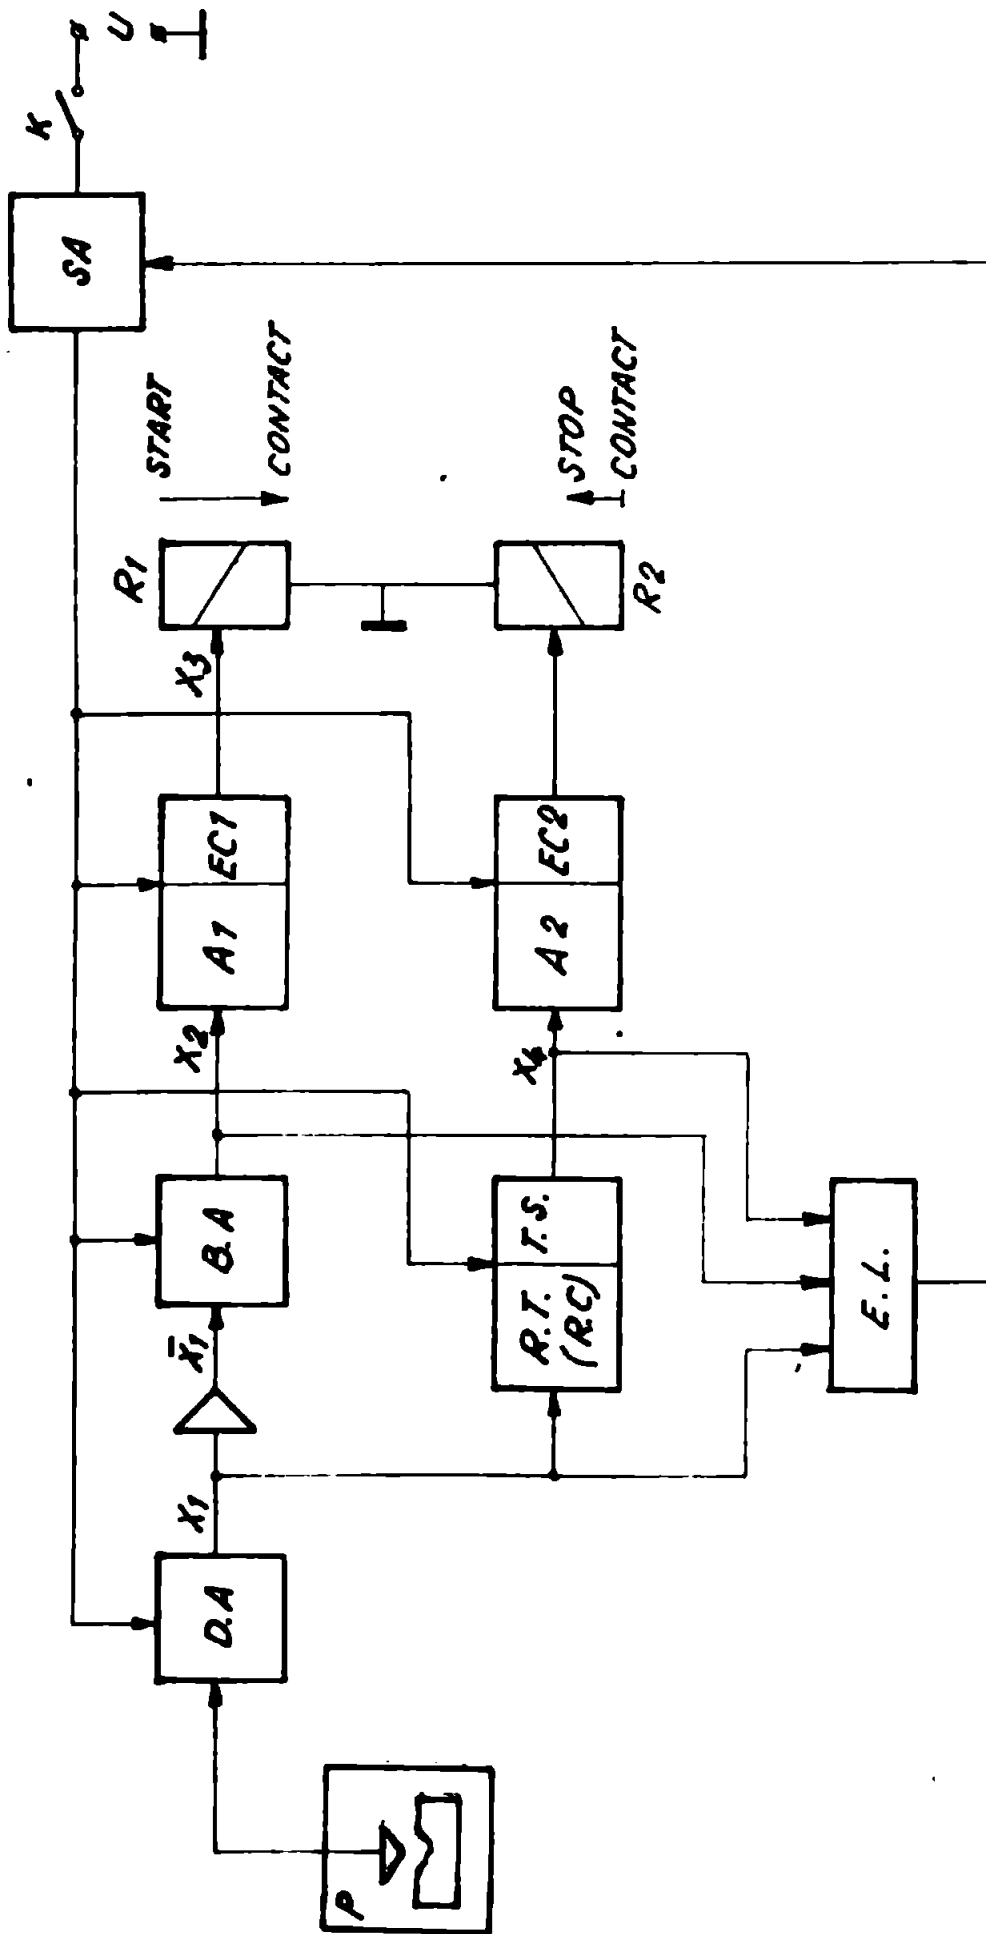 P
D.A
X1
X̄1
B.A
X2
A1
EC1
X3
R1
START
CONTACT
SA
K
U
R.T.
(RC)
T.S.
X4
A2
EC2
R2
STOP
CONTACT
E.L.